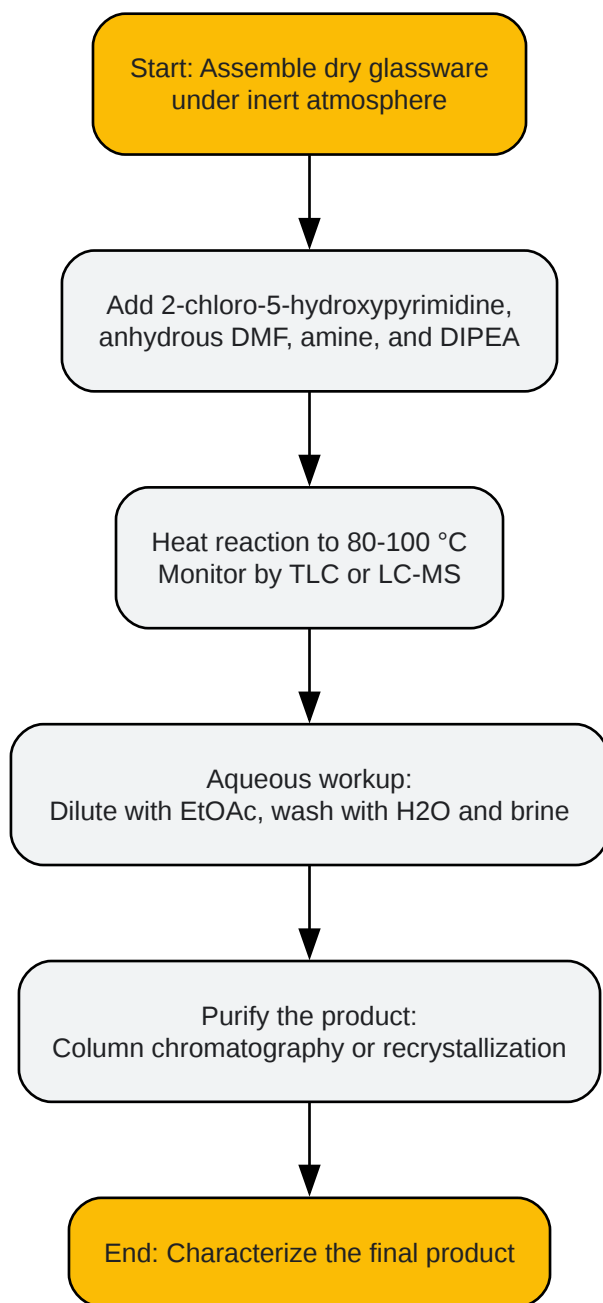 Start: Assemble dry glassware
under inert atmosphere
Add 2-chloro-5-hydroxypyrimidine,
anhydrous DMF, amine, and DIPEA
Heat reaction to 80-100 °C
Monitor by TLC or LC-MS
Aqueous workup:
Dilute with EtOAc, wash with H2O and brine
Purify the product:
Column chromatography or recrystallization
End: Characterize the final product